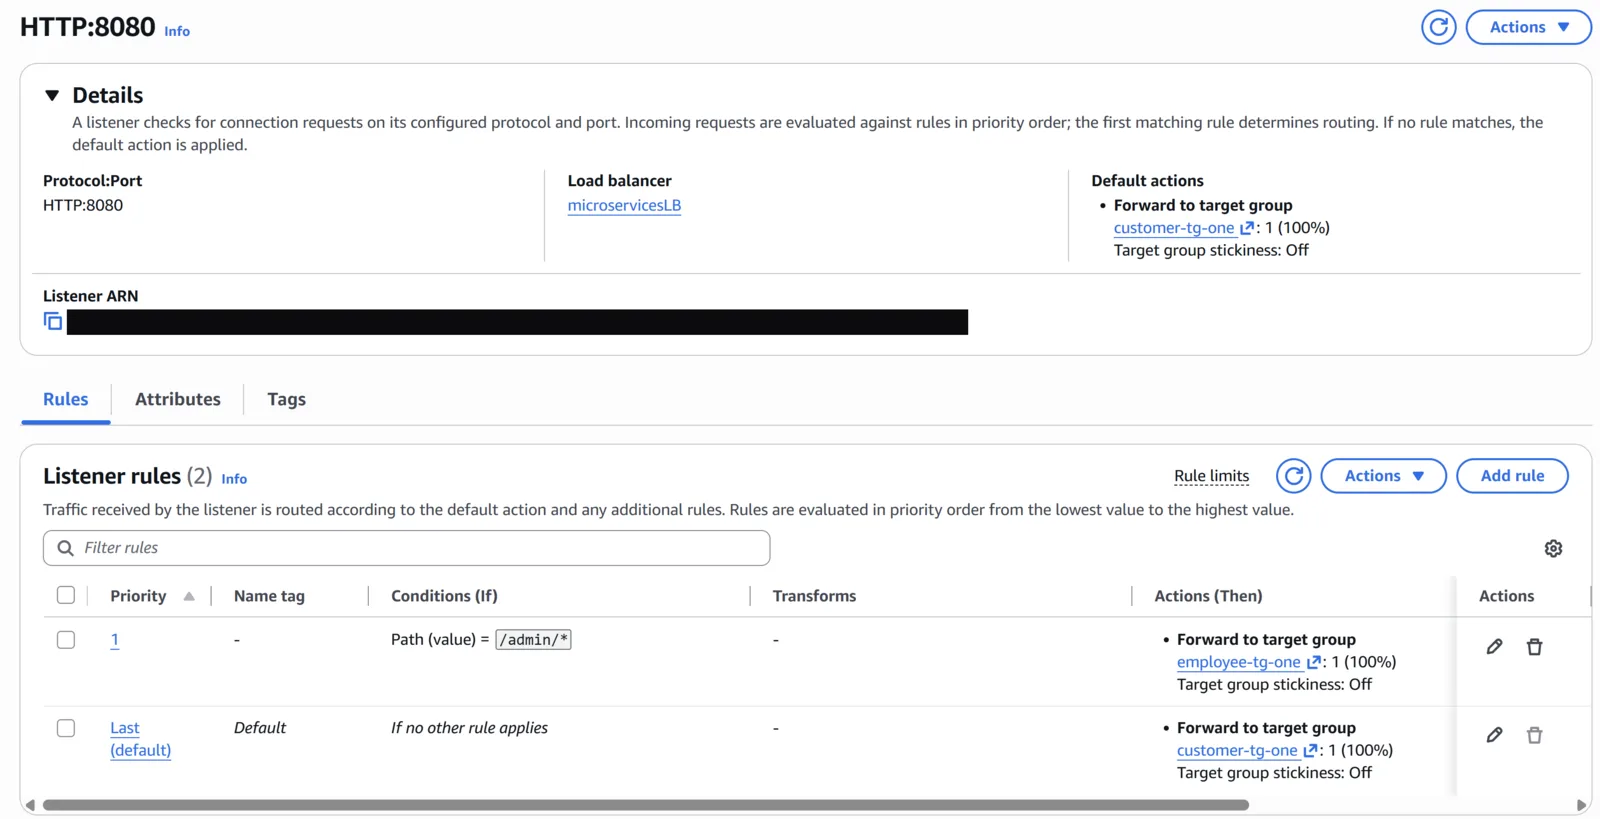 HTTP:8080 Info
Actions
Details
A listener checks for connection requests on its configured protocol and port. Incoming requests are evaluated against rules in priority order; the first matching rule determines routing. If no rule matches, the
default action is applied.
Protocol:Port
HTTP:8080
Load balancer
microservicesLB
Default actions
• Forward to target group
customer-tg-one : 1 (100%)
Target group stickiness: Off
Listener ARN
Rules
Attributes
Tags
Listener rules (2) Info
Rule limits
Actions
Add rule
Traffic received by the listener is routed according to the default action and any additional rules. Rules are evaluated in priority order from the lowest value to the highest value.
Filter rules
Priority
Name tag
Conditions (If)
Transforms
Actions (Then)
Actions
1
-
Path (value) = /admin/*
-
• Forward to target group
employee-tg-one : 1 (100%)
Target group stickiness: Off
Last
(default)
Default
If no other rule applies
-
• Forward to target group
customer-tg-one : 1 (100%)
Target group stickiness: Off